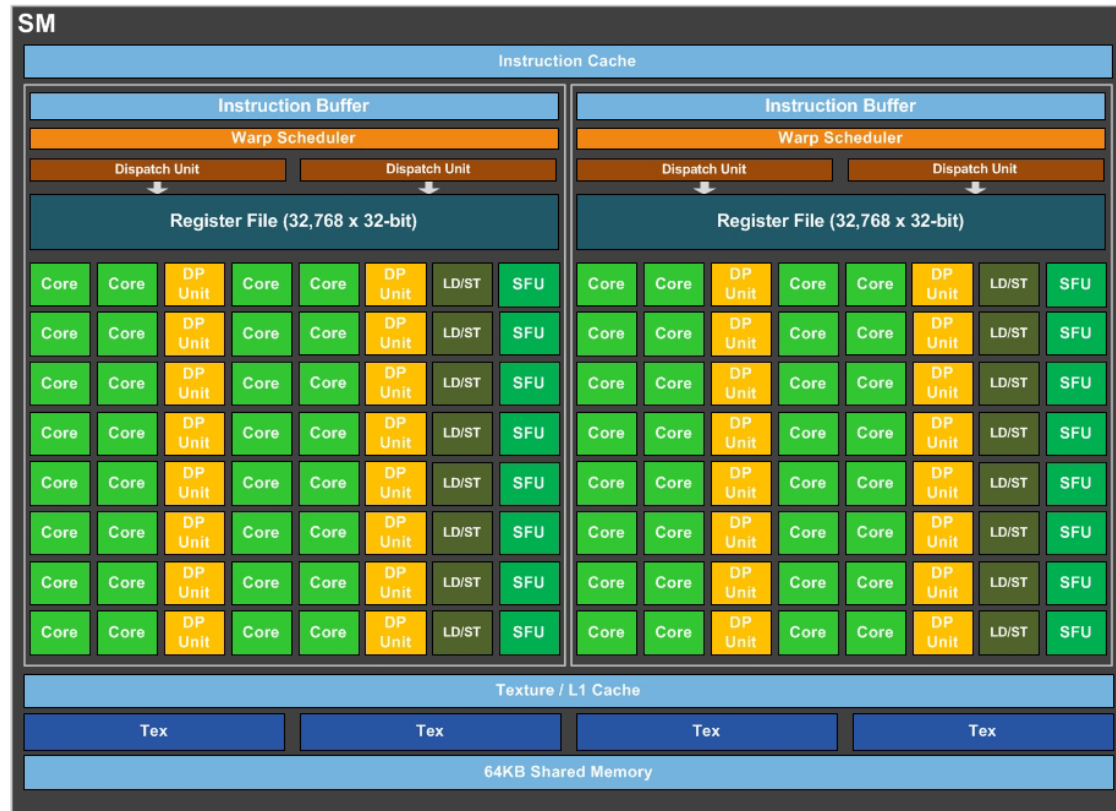 SM
Instruction Cache
Instruction Buffer Instruction Buffer
Warp Scheduler Warp Scheduler
Dispatch Unit Dispatch Unit Dispatch Unit Dispatch Unit
Register File (32,768 x 32-bit) Register File (32,768 x 32-bit)
Core Core DP Unit Core Core DP Unit LD/ST SFU Core Core DP Unit Core Core DP Unit LD/ST SFU
Core Core DP Unit Core Core DP Unit LD/ST SFU Core Core DP Unit Core Core DP Unit LD/ST SFU
Core Core DP Unit Core Core DP Unit LD/ST SFU Core Core DP Unit Core Core DP Unit LD/ST SFU
Core Core DP Unit Core Core DP Unit LD/ST SFU Core Core DP Unit Core Core DP Unit LD/ST SFU
Core Core DP Unit Core Core DP Unit LD/ST SFU Core Core DP Unit Core Core DP Unit LD/ST SFU
Core Core DP Unit Core Core DP Unit LD/ST SFU Core Core DP Unit Core Core DP Unit LD/ST SFU
Core Core DP Unit Core Core DP Unit LD/ST SFU Core Core DP Unit Core Core DP Unit LD/ST SFU
Core Core DP Unit Core Core DP Unit LD/ST SFU Core Core DP Unit Core Core DP Unit LD/ST SFU
Texture / L1 Cache
Tex Tex Tex Tex
64KB Shared Memory